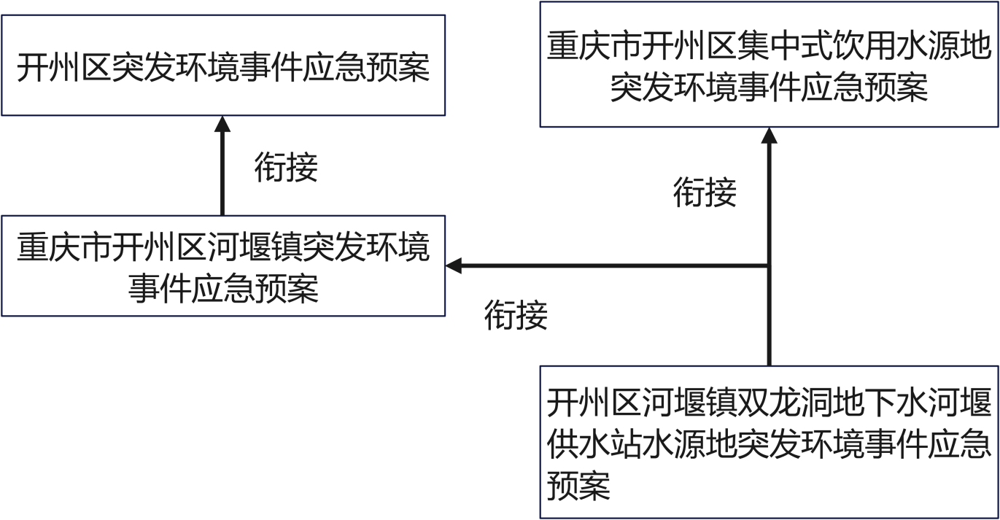 开州区突发环境事件应急预案
重庆市开州区集中式饮用水源地
突发环境事件应急预案
衔接
衔接
重庆市开州区河堰镇突发环境
事件应急预案
衔接
开州区河堰镇双龙洞地下水河堰
供水站水源地突发环境事件应急
预案